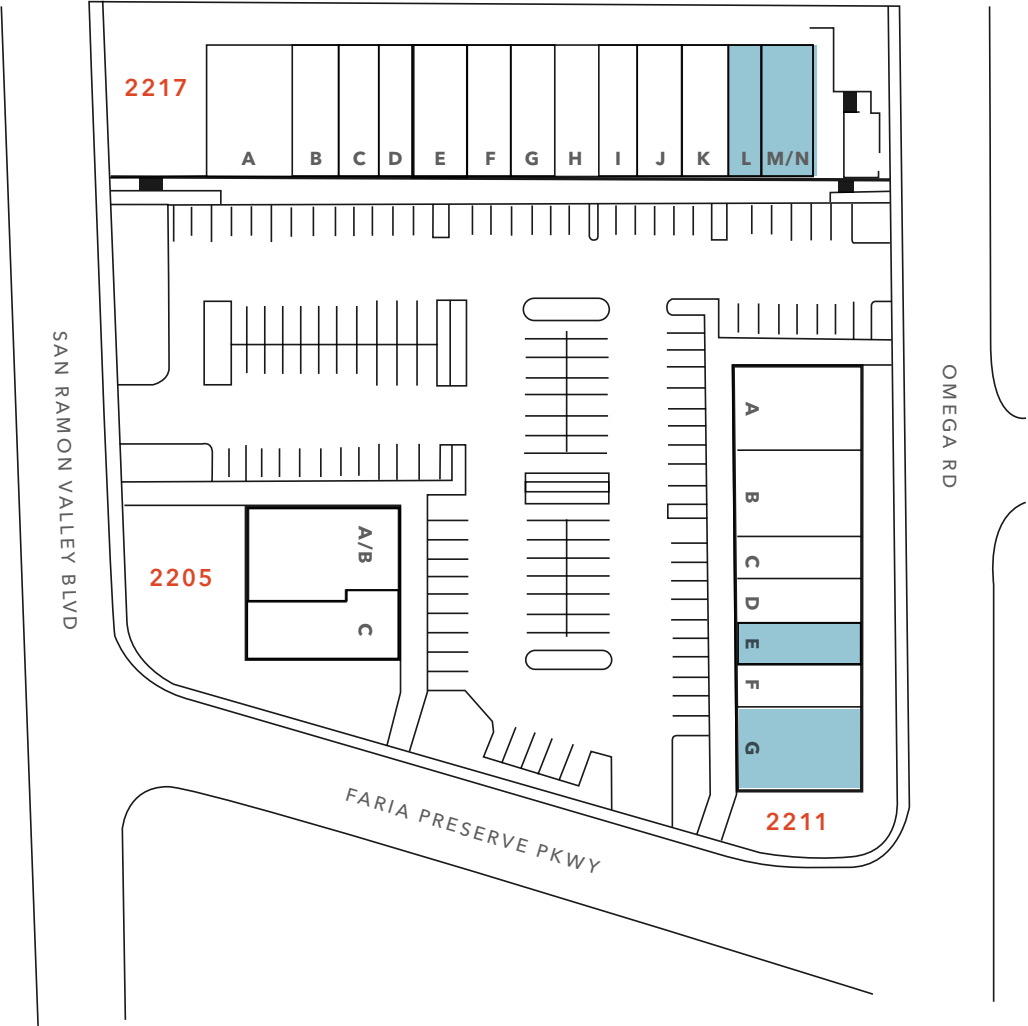 2217
A B C D E F G H I J K L M/N
SAN RAMON VALLEY BLVD
OMEGA RD
A
B
C
D
E
F
G
2211
2205
A/B
C
FARIA PRESERVE PKWY